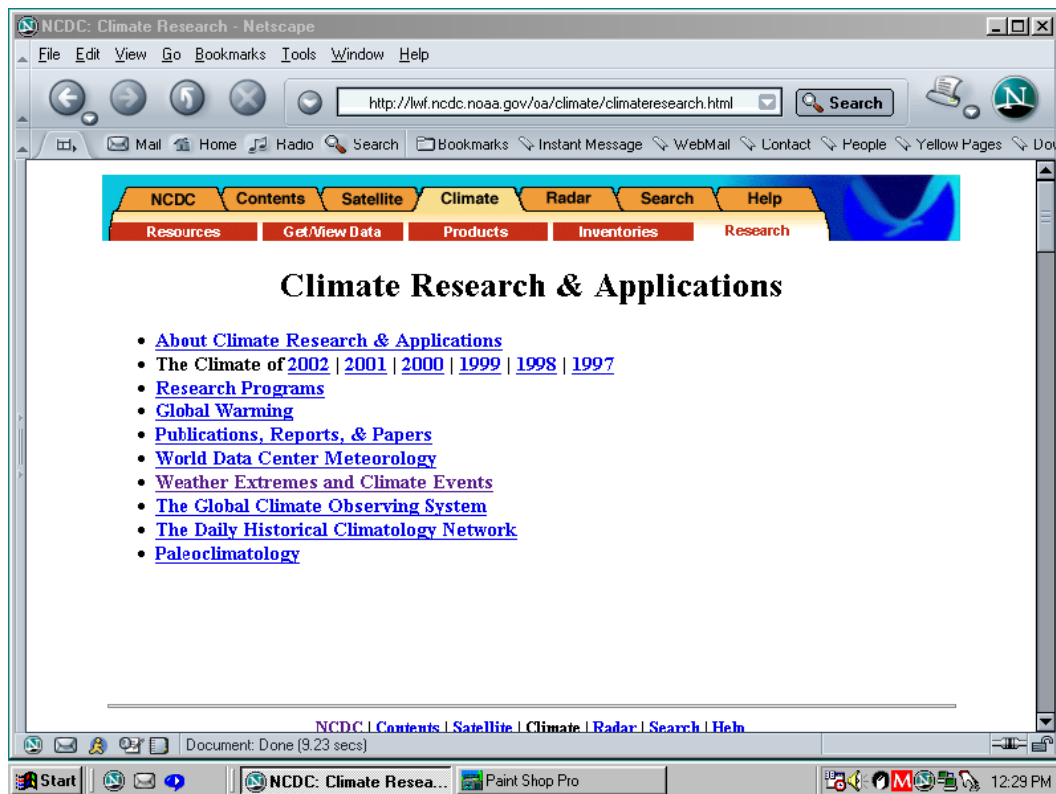 NCDC: Climate Research - Netscape
File Edit View Go Bookmarks Tools Window Help
http://lwf.ncdc.noaa.gov/oa/climate/climateresearch.html Search
Mail Home Radio Search Bookmarks Instant Message WebMail Contact People Yellow Pages
NCDC Contents Satellite Climate Radar Search Help
Resources Get/View Data Products Inventories Research
Climate Research & Applications
• About Climate Research & Applications
• The Climate of 2002 | 2001 | 2000 | 1999 | 1998 | 1997
• Research Programs
• Global Warming
• Publications, Reports, & Papers
• World Data Center Meteorology
• Weather Extremes and Climate Events
• The Global Climate Observing System
• The Daily Historical Climatology Network
• Paleoclimatology
NCDC | Contents | Satellite | Climate | Radar | Search | Help
Document: Done (9.23 secs)
Start NCDC: Climate Resea... Paint Shop Pro M 12:29 PM